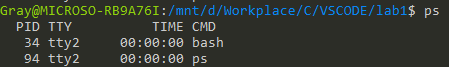 Gray@MICROSO-RB9A76I:/mnt/d/Workplace/C/VSCODE/lab1$ ps
  PID TTY          TIME CMD
   34 tty2     00:00:00 bash
   94 tty2     00:00:00 ps